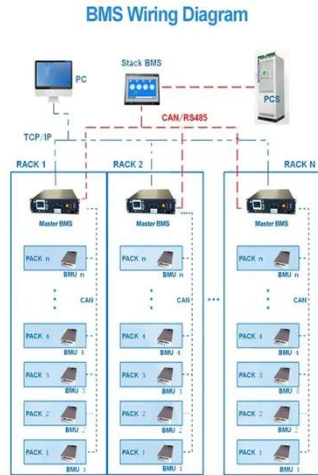 BMS Wiring Diagram
PC
Stack BMS
PCS
CAN/RS485
TCP/IP
RACK 1
RACK 2
RACK N
Master BMS
Master BMS
Master BMS
PACK n
BMU n
PACK n
BMU n
PACK n
BMU n
CAN
CAN
CAN
PACK 4
BMU 4
PACK 4
BMU 4
PACK 4
BMU 4
PACK 3
BMU 3
PACK 3
BMU 3
PACK 3
BMU 3
PACK 2
BMU 2
PACK 2
BMU 2
PACK 2
BMU 2
PACK 1
BMU 1
PACK 1
BMU 1
PACK 1
BMU 1